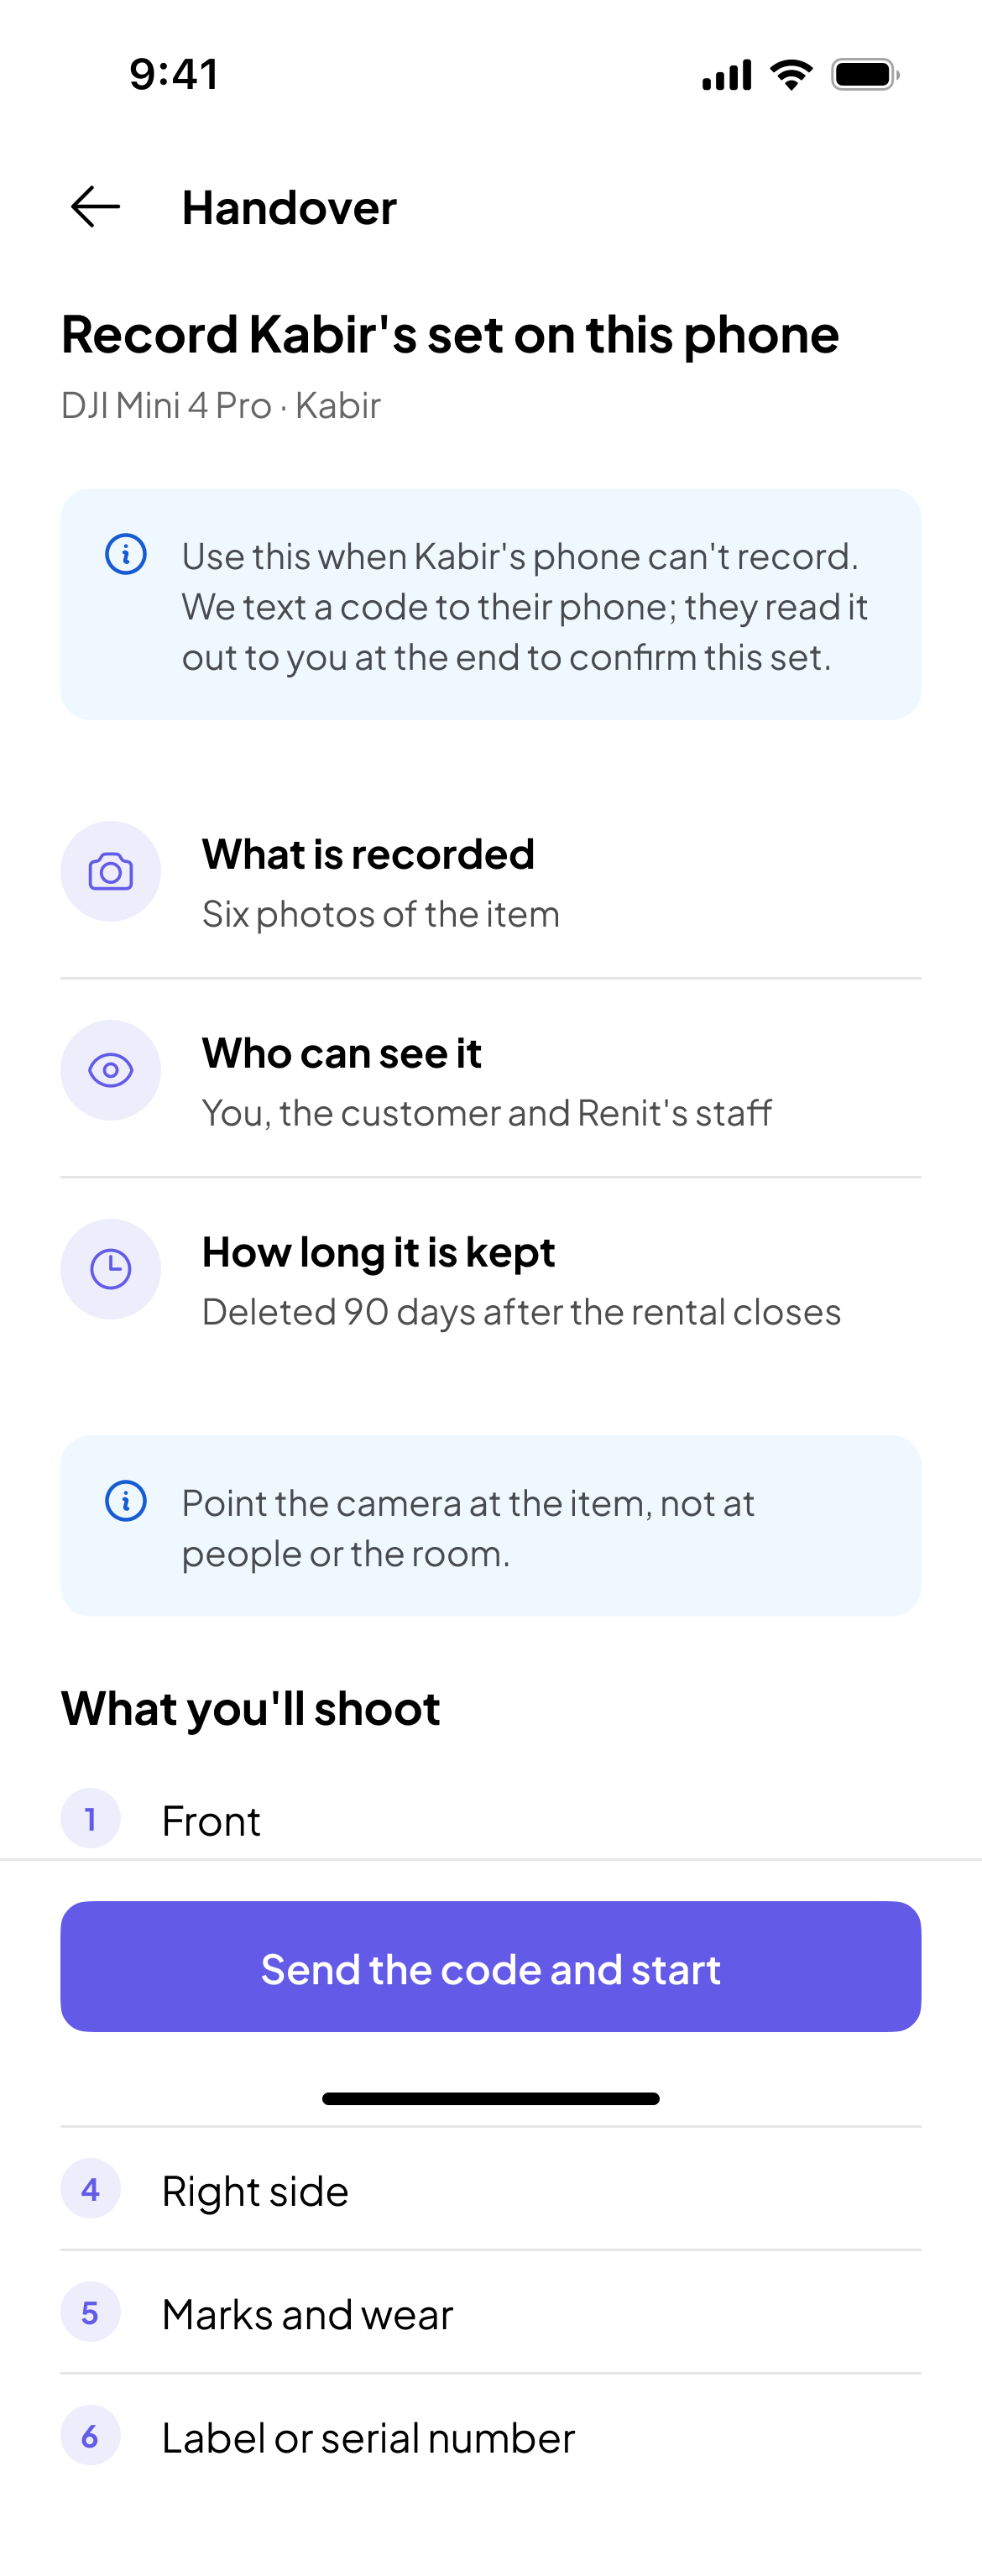 9:41
Handover
Record Kabir's set on this phone
DJI Mini 4 Pro · Kabir
Use this when Kabir's phone can't record.
We text a code to their phone; they read it
out to you at the end to confirm this set.
What is recorded
Six photos of the item
Who can see it
You, the customer and Renit's staff
How long it is kept
Deleted 90 days after the rental closes
Point the camera at the item, not at
people or the room.
What you'll shoot
1 Front
Send the code and start
4 Right side
5 Marks and wear
6 Label or serial number